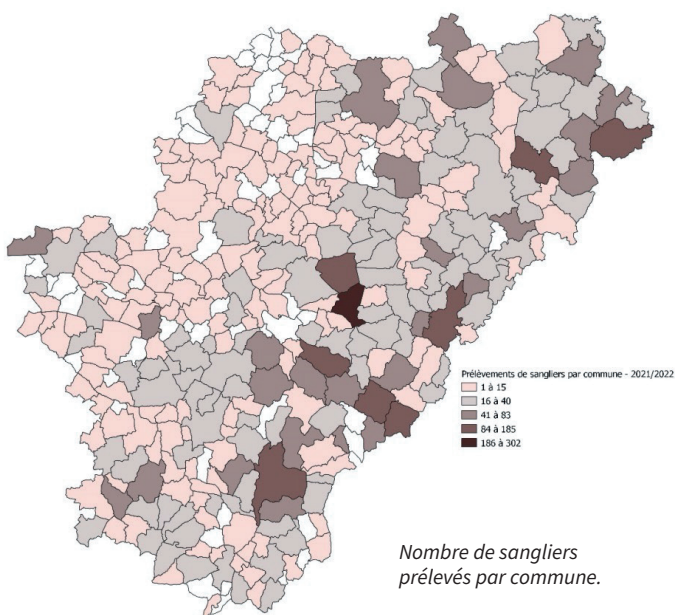 Prélèvements de sangliers par commune - 2021/2022
1 à 15
16 à 40
41 à 83
84 à 185
186 à 302
Nombre de sangliers
prélevés par commune.